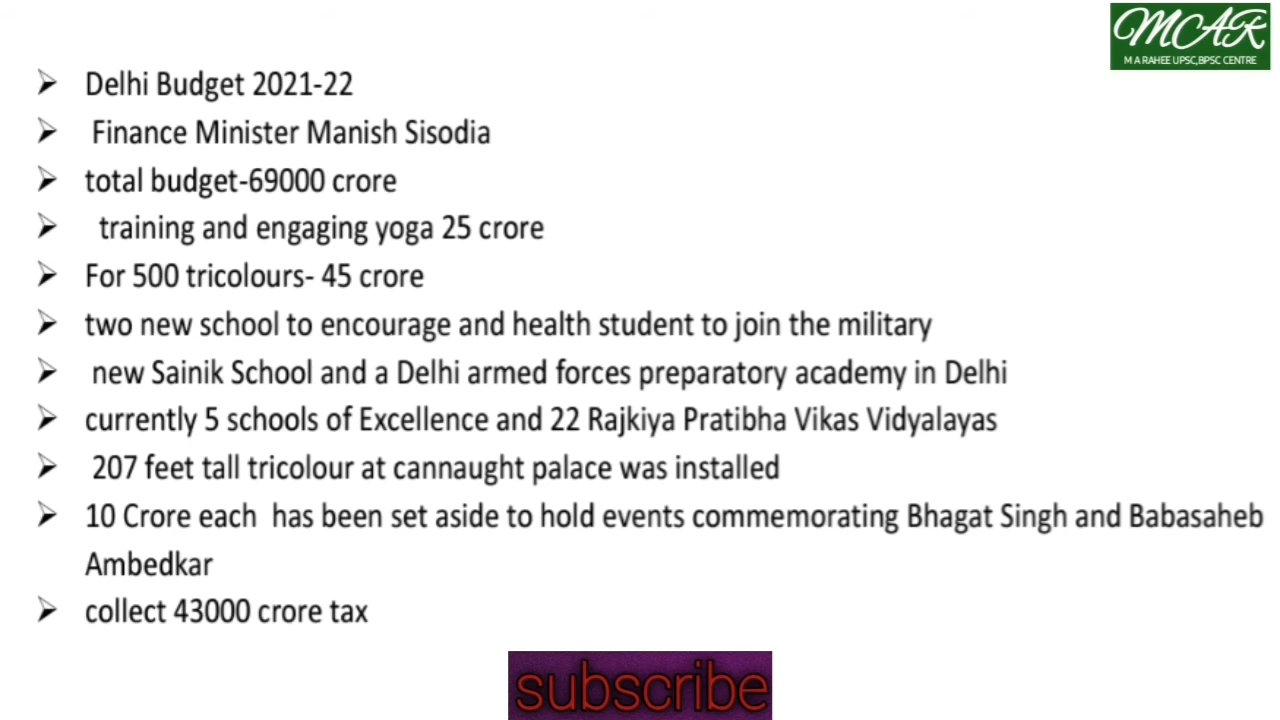 MCAR
M A RAHEE UPSC,BPSC CENTRE
➢ Delhi Budget 2021-22
➢ Finance Minister Manish Sisodia
➢ total budget-69000 crore
➢ training and engaging yoga 25 crore
➢ For 500 tricolours- 45 crore
➢ two new school to encourage and health student to join the military
➢ new Sainik School and a Delhi armed forces preparatory academy in Delhi
➢ currently 5 schools of Excellence and 22 Rajkiya Pratibha Vikas Vidyalayas
➢ 207 feet tall tricolour at cannaught palace was installed
➢ 10 Crore each has been set aside to hold events commemorating Bhagat Singh and Babasaheb
Ambedkar
➢ collect 43000 crore tax
subscribe